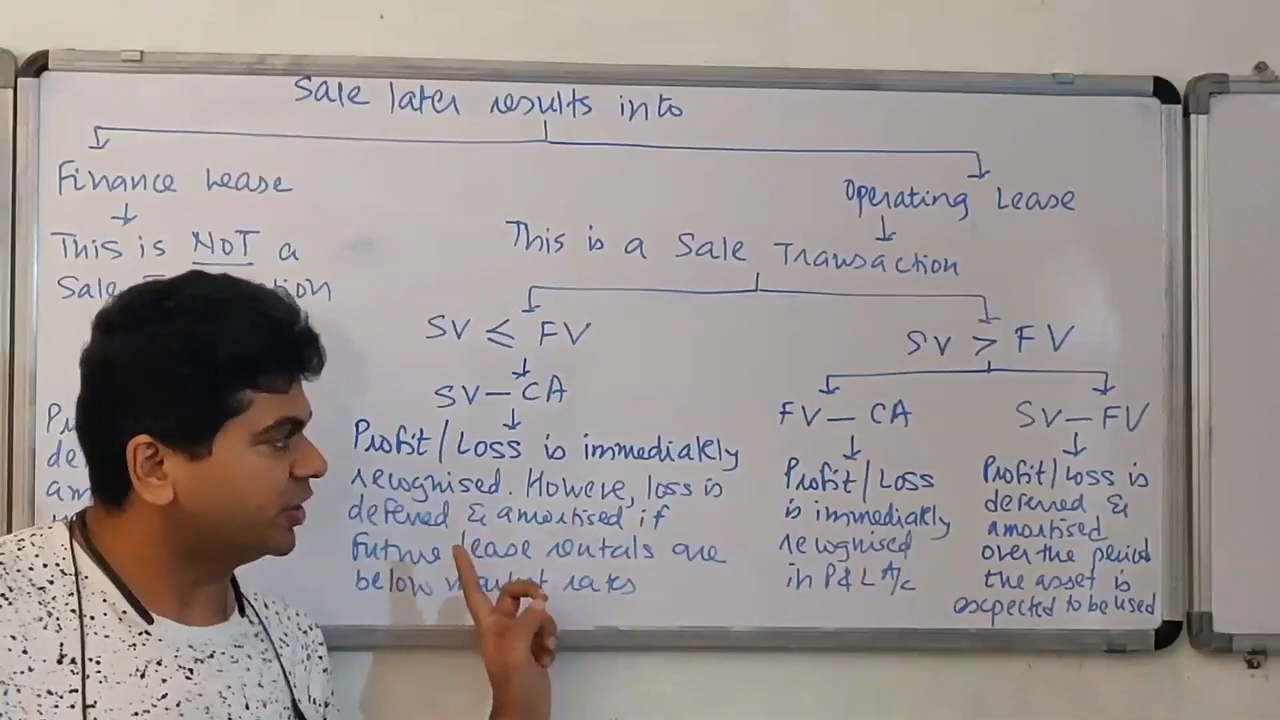 Sale later results into
Finance Lease
This is NOT a
Sale
Operating Lease
This is a Sale Transaction
SV ≤ FV
SV – CA
Profit / Loss is immediately
recognised. Howeve, loss is
deferred & amortised if
future lease rentals are
below market rates
SV > FV
FV – CA
Profit / Loss
is immediately
recognised
in P & L A/c
SV – FV
Profit / Loss is
deferred &
amortised
over the period
the asset is
expected to be used